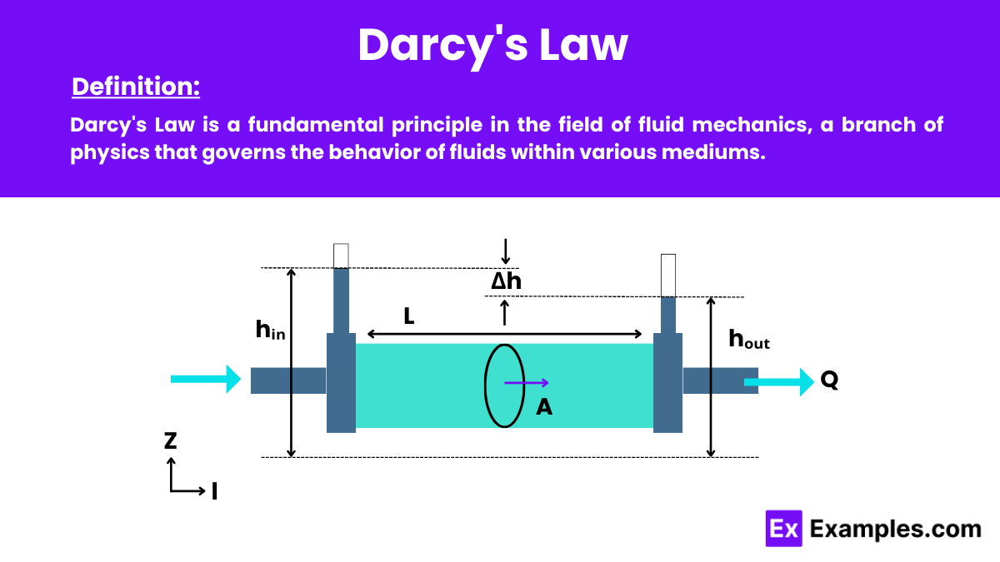 Darcy's Law
Definition:
Darcy's Law is a fundamental principle in the field of fluid mechanics, a branch of
physics that governs the behavior of fluids within various mediums.
Δh
L
hin
hout
A
Q
Z
l
Ex Examples.com